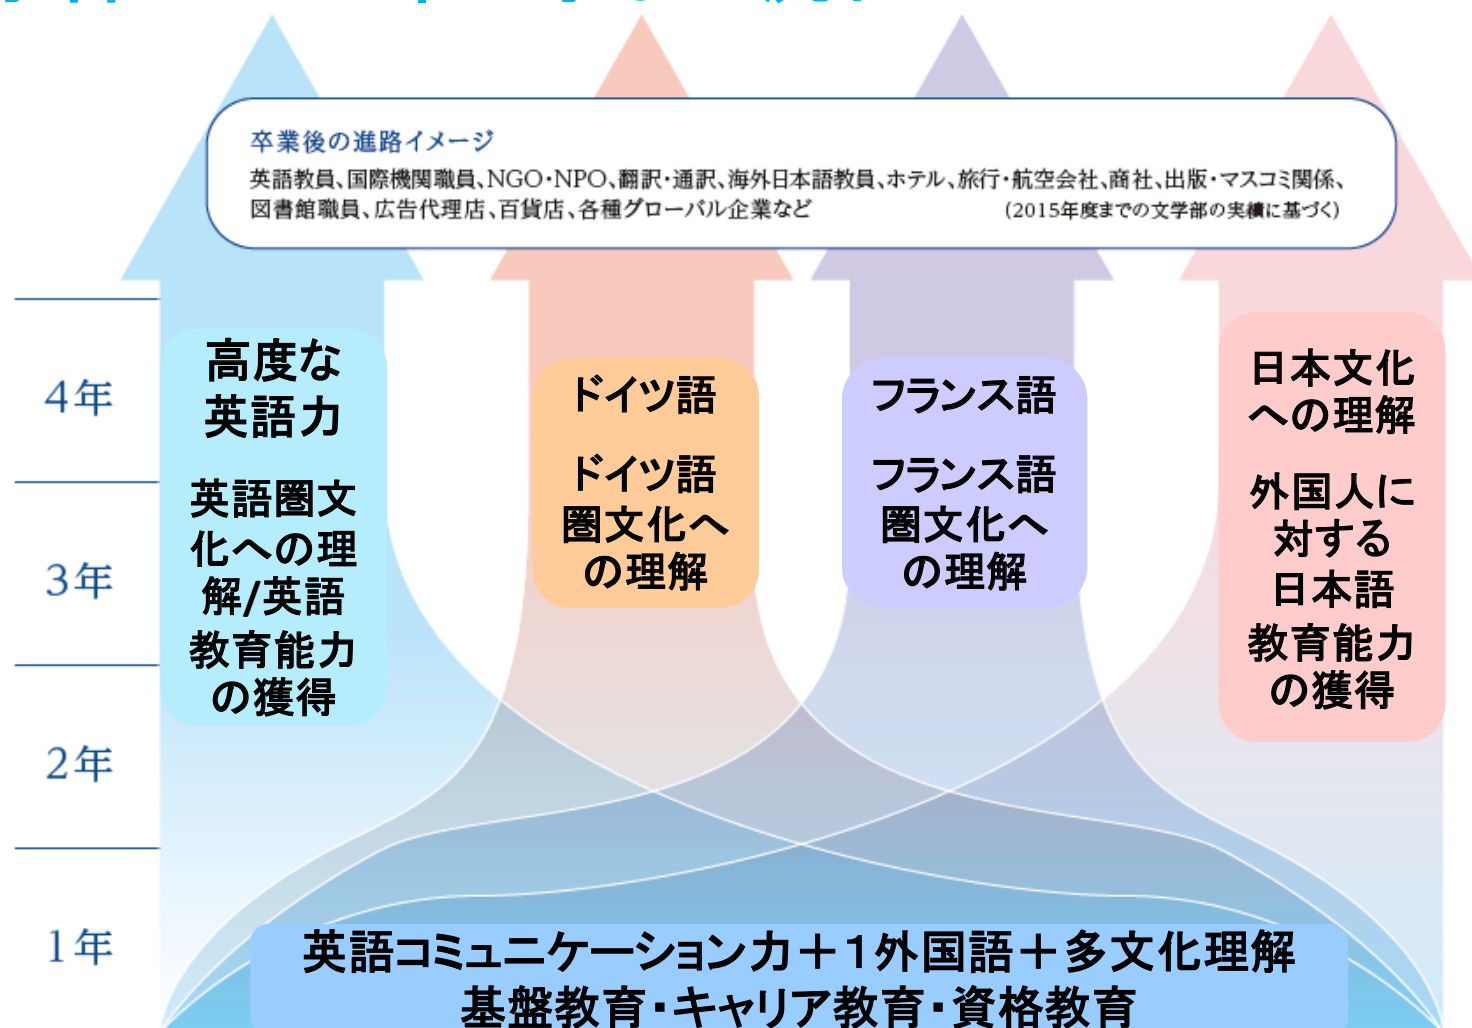 卒業後の進路イメージ
英語教員、国際機関職員、NGO・NPO、翻訳・通訳、海外日本語教員、ホテル、旅行・航空会社、商社、出版・マスコミ関係、
図書館職員、広告代理店、百貨店、各種グローバル企業など
(2015年度までの文学部の実績に基づく)
4年
3年
2年
1年
高度な
英語力
英語圏文
化への理
解/英語
教育能力
の獲得
ドイツ語
ドイツ語
圏文化へ
の理解
フランス語
フランス語
圏文化へ
の理解
日本文化
への理解
外国人に
対する
日本語
教育能力
の獲得
英語コミュニケーション力＋１外国語＋多文化理解
基盤教育・キャリア教育・資格教育